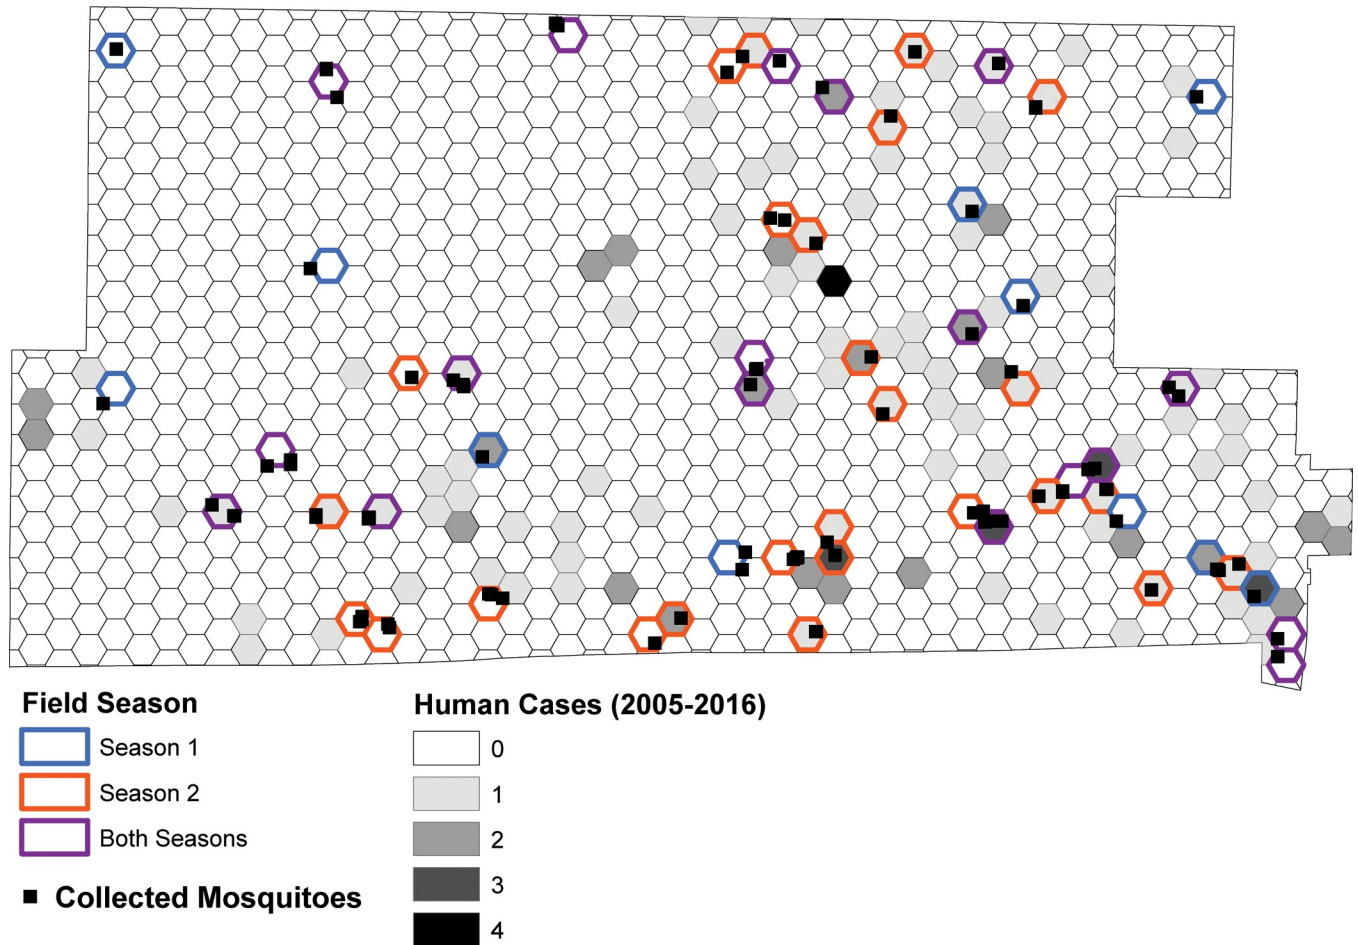 Field Season
Season 1
Season 2
Both Seasons
Collected Mosquitoes
Human Cases (2005-2016)
0
1
2
3
4